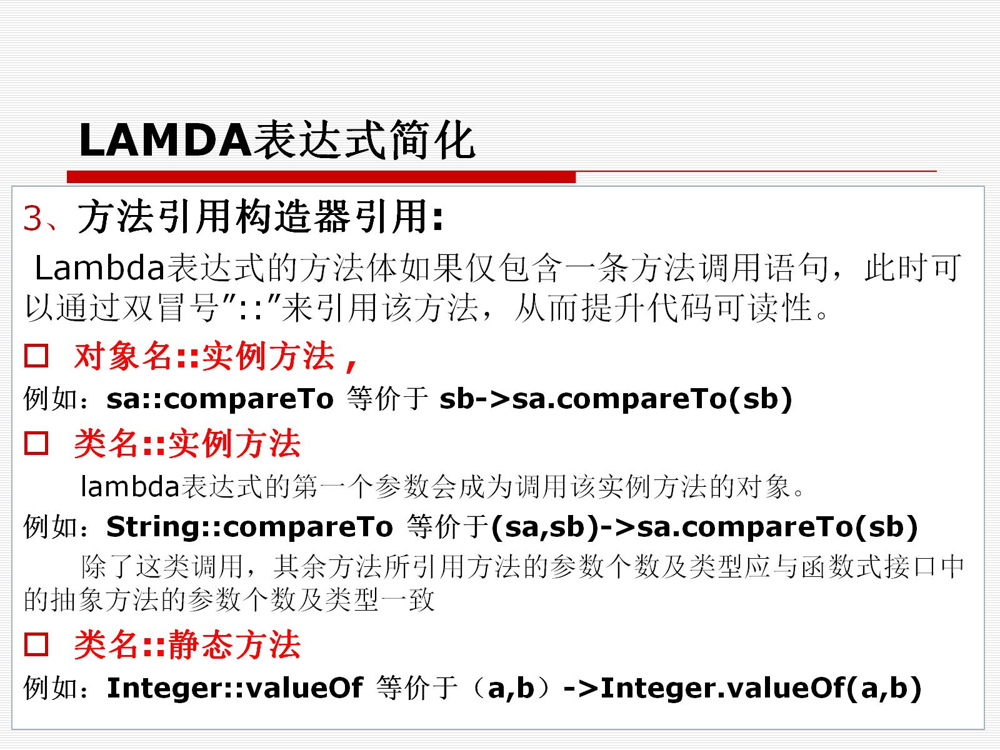 LAMDA表达式简化
3、方法引用构造器引用:
Lambda表达式的方法体如果仅包含一条方法调用语句，此时可
以通过双冒号”::”来引用该方法，从而提升代码可读性。
对象名::实例方法 ,
例如：sa::compareTo 等价于 sb->sa.compareTo(sb)
类名::实例方法
lambda表达式的第一个参数会成为调用该实例方法的对象。
例如：String::compareTo 等价于(sa,sb)->sa.compareTo(sb)
除了这类调用，其余方法所引用方法的参数个数及类型应与函数式接口中
的抽象方法的参数个数及类型一致
类名::静态方法
例如：Integer::valueOf 等价于（a,b）->Integer.valueOf(a,b)